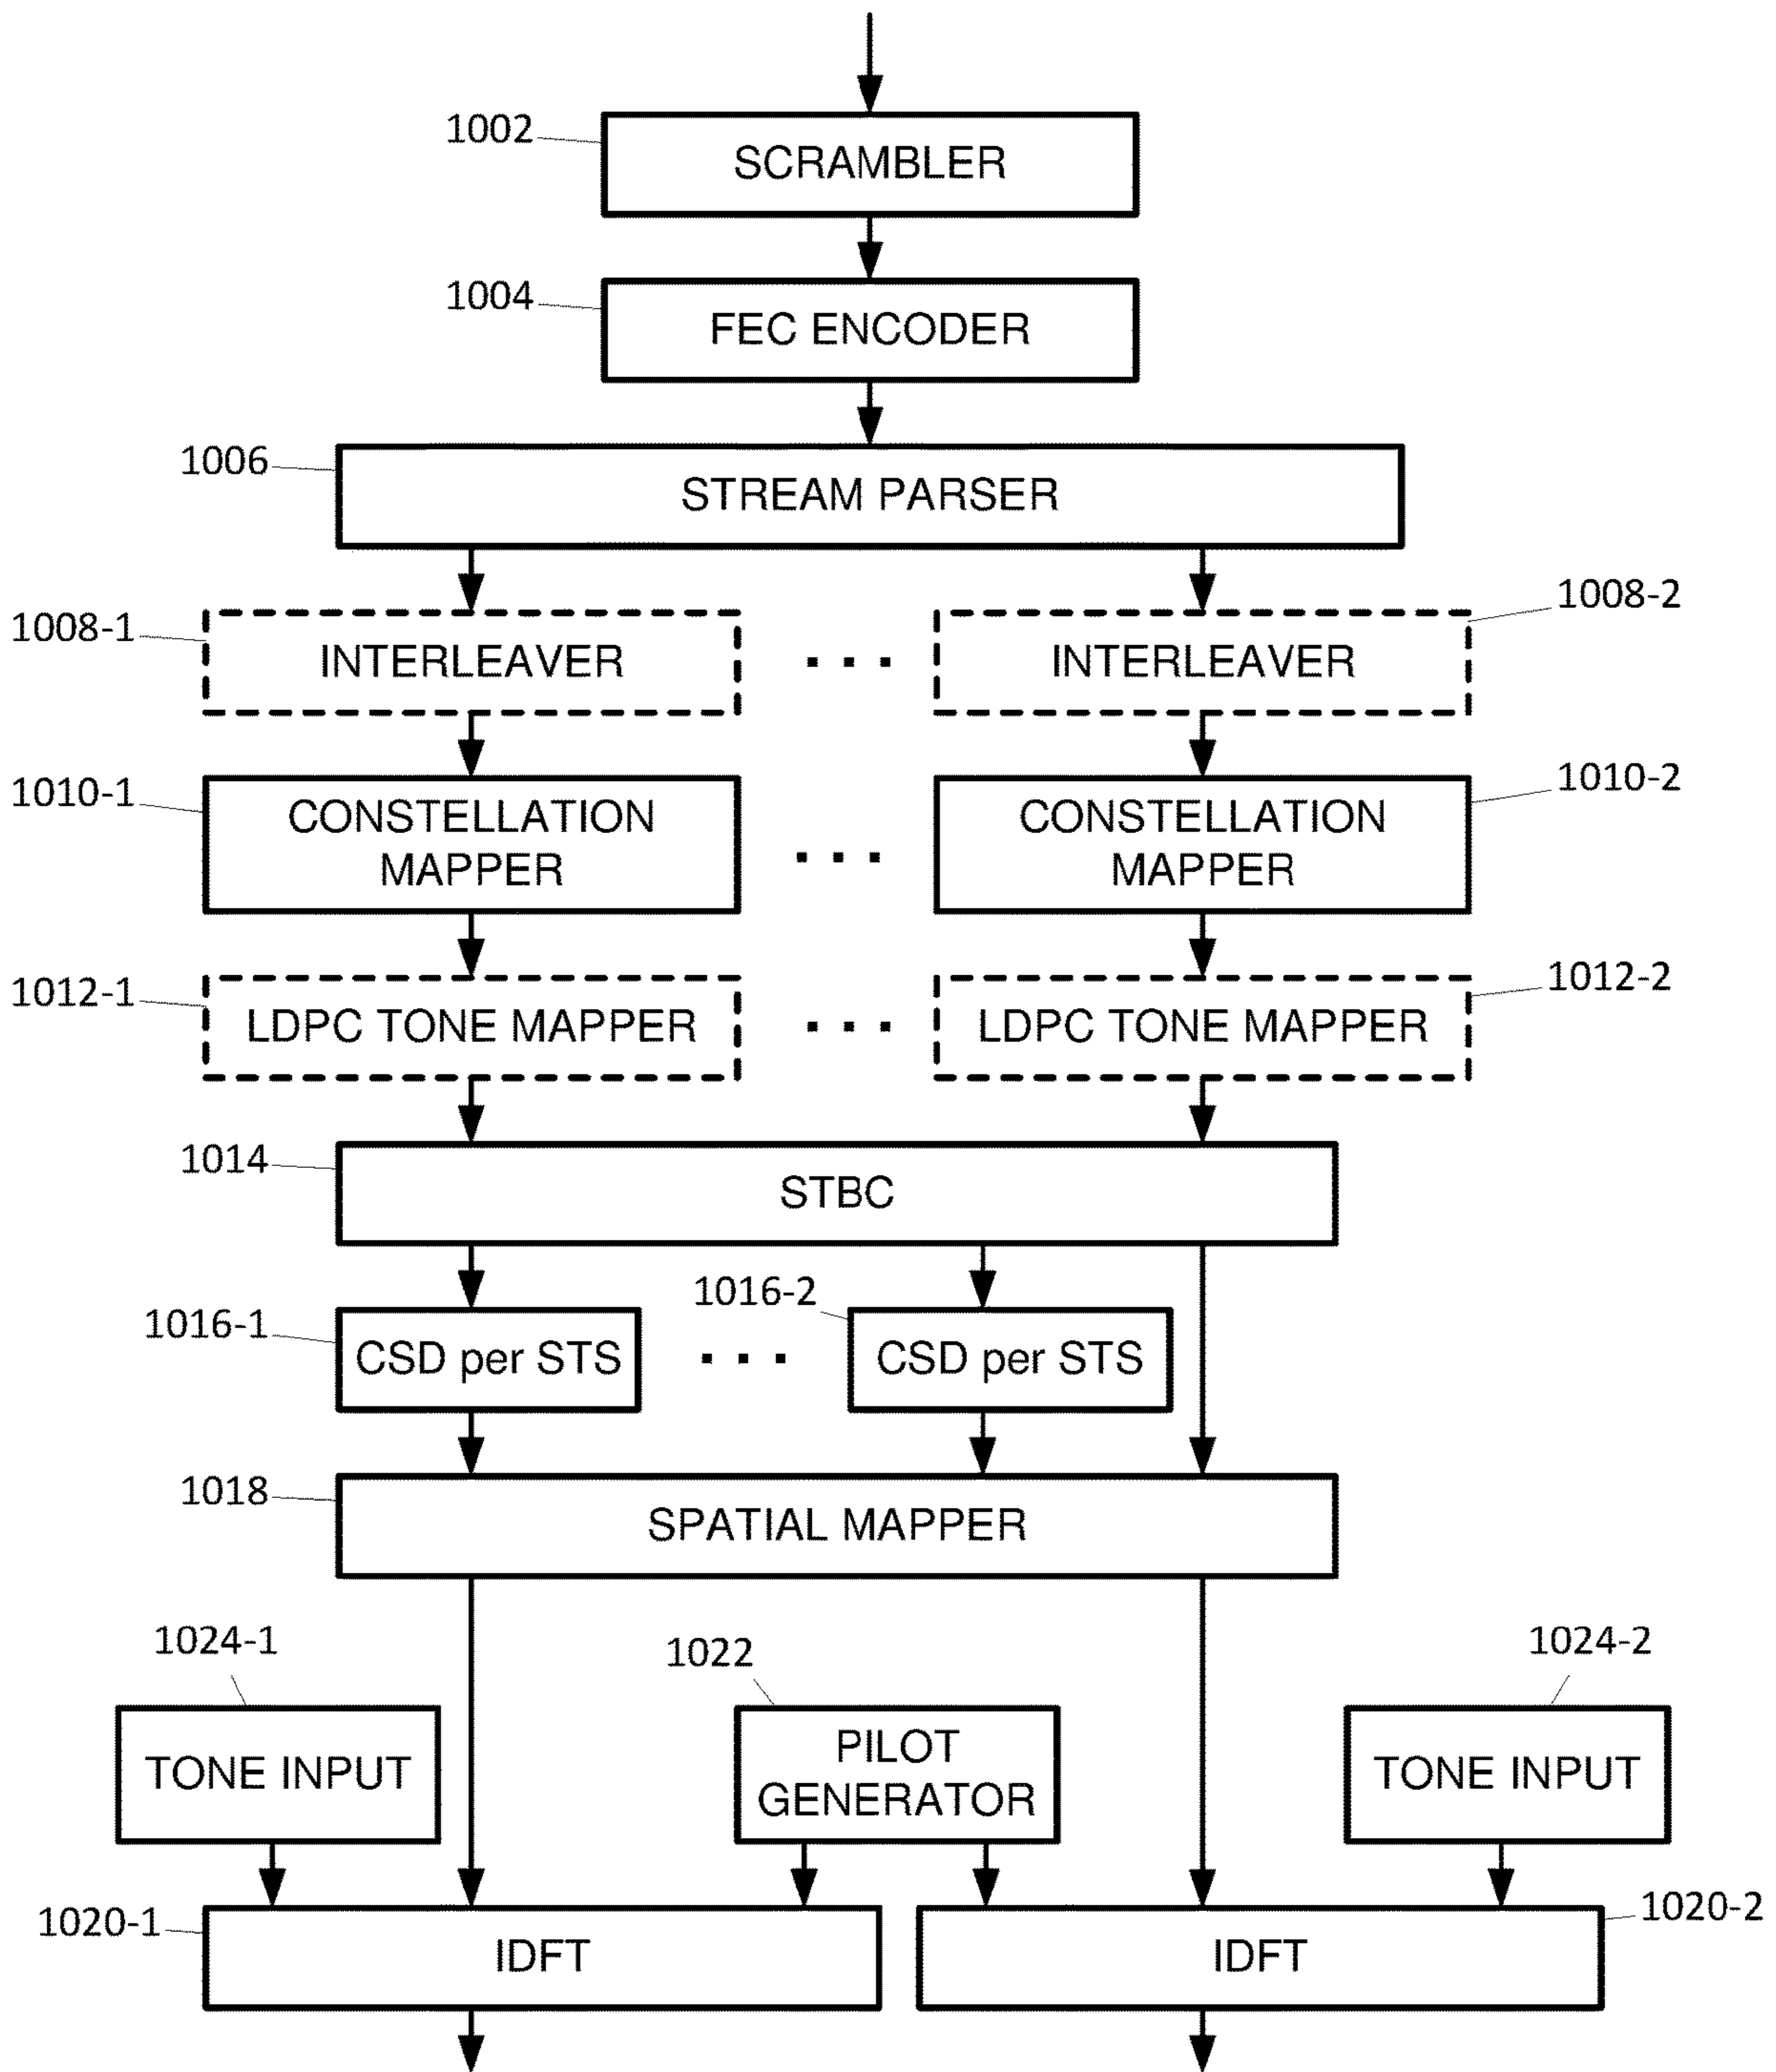 1002
SCRAMBLER
1004
FEC ENCODER
1006
STREAM PARSER
1008-1
INTERLEAVER
INTERLEAVER
1008-2
1010-1
CONSTELLATION
MAPPER
CONSTELLATION
MAPPER
1010-2
1012-1
LDPC TONE MAPPER
LDPC TONE MAPPER
1012-2
1014
STBC
1016-1
CSD per STS
1016-2
CSD per STS
1018
SPATIAL MAPPER
1024-1
TONE INPUT
1022
PILOT
GENERATOR
1024-2
TONE INPUT
1020-1
IDFT
IDFT
1020-2